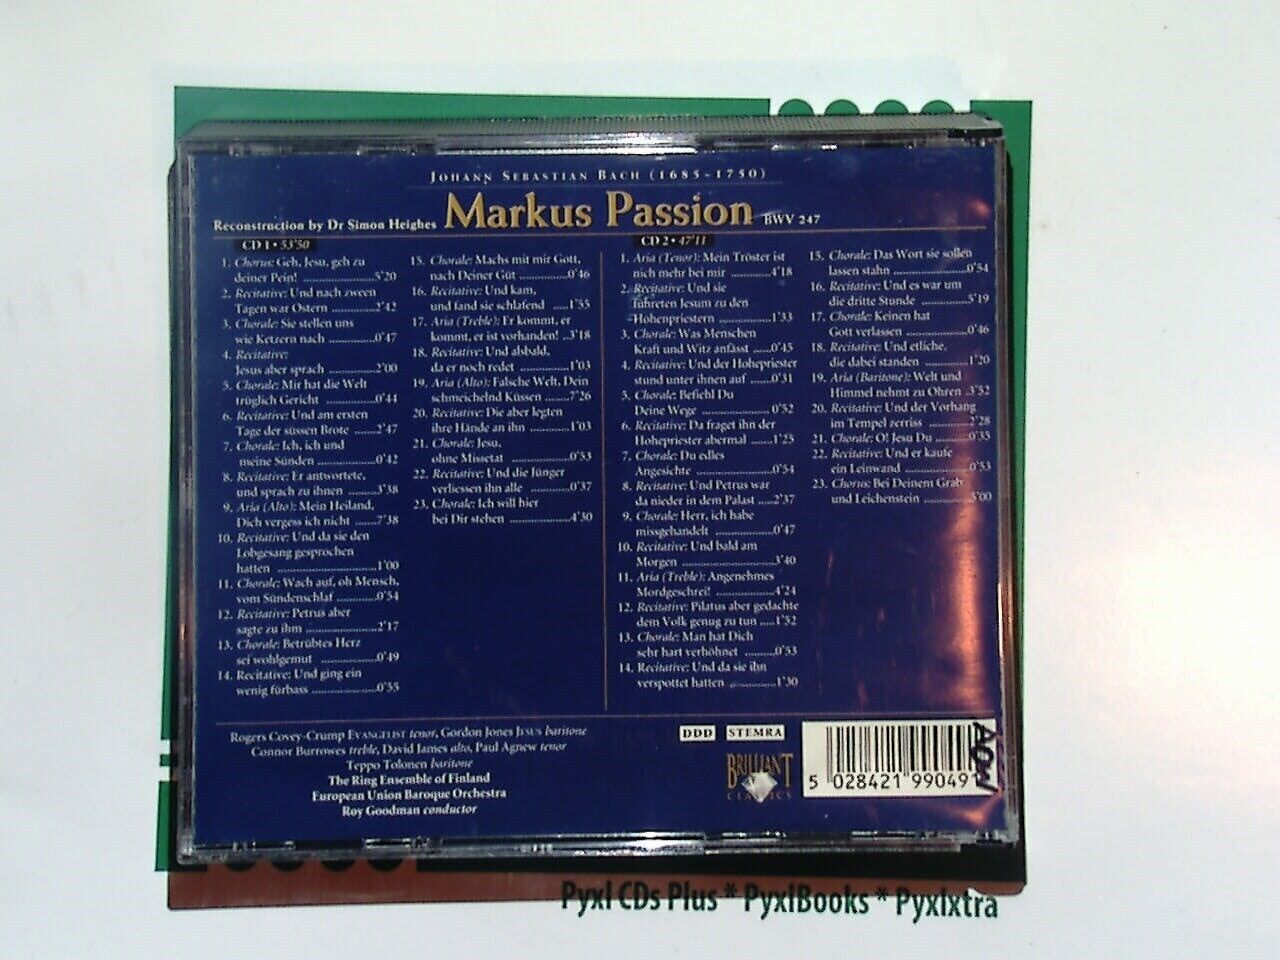 JOHANN SEBASTIAN BACH (1685~1750)
Reconstruction by Dr Simon Heighes Markus Passion BWV 247
CD 1 • 53'50
1. Chorus: Geh, Jesu, geh zu
deiner Pein! ......................5'20
2. Recitative: Und nach zween
Tagen war Ostern ..............2'42
3. Chorale: Sie stellen uns
wie Ketzern nach ..............0'47
4. Recitative:
Jesus aber sprach ...............2'00
5. Chorale: Mir hat die Welt
trüglich Gericht ................0'44
6. Recitative: Und am ersten
Tage der süssen Brote .......2'47
7. Chorale: Ich, ich und
meine Sünden ..................0'42
8. Recitative: Er antwortete,
und sprach zu ihnen .........3'38
9. Aria (Alto): Mein Heiland,
Dich vergess ich nicht .......7'38
10. Recitative: Und da sie den
Lobgesang gesprochen
hatten ................................1'00
11. Chorale: Wach auf, oh Mensch,
vom Sündenschlaf .............0'54
12. Recitative: Petrus aber
sagte zu ihm ......................2'17
13. Chorale: Betrübtes Herz
sei wohlgemut ..................0'49
14. Recitative: Und ging ein
wenig fürbass ....................0'55
15. Chorale: Machs mit mir Gott,
nach Deiner Güt ...............0'46
16. Recitative: Und kam,
und fand sie schlafend .....1'55
17. Aria (Treble): Er kommt, er
kommt, er ist vorhanden! ..3'18
18. Recitative: Und alsbald,
da er noch redet ................1'03
19. Aria (Alto): Falsche Welt, Dein
schmeichelnd Küssen .......7'26
20. Recitative: Die aber legten
ihre Hände an ihn .............1'03
21. Chorale: Jesu,
ohne Missetat ...................0'53
22. Recitative: Und die Jünger
verliessen ihn alle .............0'37
23. Chorale: Ich will hier
bei Dir stehen ...................4'30
CD 2 • 47'11
1. Aria (Tenor): Mein Tröster ist
nich mehr bei mir .............4'18
2. Recitative: Und sie
führeten Jesum zu den
Hohenpriestern ................1'33
3. Chorale: Was Menschen
Kraft und Witz anfässt ......0'45
4. Recitative: Und der Hohepriester
stund unter ihnen auf .......0'31
5. Chorale: Befiehl Du
Deine Wege ......................0'52
6. Recitative: Da fraget ihn der
Hohepriester abermal .......1'25
7. Chorale: Du edles
Angesichte ........................0'54
8. Recitative: Und Petrus war
da nieder in dem Palast .....2'37
9. Chorale: Herr, ich habe
missgehandelt ...................0'47
10. Recitative: Und bald am
Morgen .............................3'40
11. Aria (Treble): Angenehmes
Mordgeschrei! ...................4'24
12. Recitative: Pilatus aber gedachte
dem Volk genug zu tun .....1'52
13. Chorale: Man hat Dich
sehr hart verhöhnet ..........0'53
14. Recitative: Und da sie ihn
verspottet hatten ...............1'30
15. Chorale: Das Wort sie sollen
lassen stahn .......................0'54
16. Recitative: Und es war um
die dritte Stunde ...............5'19
17. Chorale: Keinen hat
Gott verlassen ...................0'46
18. Recitative: Und etliche,
die dabei standen ..............1'20
19. Aria (Baritone): Welt und
Himmel nehmt zu Ohren ..3'52
20. Recitative: Und der Vorhang
im Tempel zerriss ..............2'28
21. Chorale: O! Jesu Du ..........0'35
22. Recitative: Und er kaufe
ein Leinwand ....................0'53
23. Chorus: Bei Deinem Grab
und Leichenstein ..............5'00
Rogers Covey-Crump EVANGELIST tenor, Gordon Jones JESUS baritone
Connor Burrowes treble, David James alto, Paul Agnew tenor
Teppo Tolonen baritone
The Ring Ensemble of Finland
European Union Baroque Orchestra
Roy Goodman conductor
DDD STEMRA
BRILLIANT
CLASSICS
5 028421 99049
AOW
Pyxl CDs Plus * PyxlBooks * Pyxlxtra